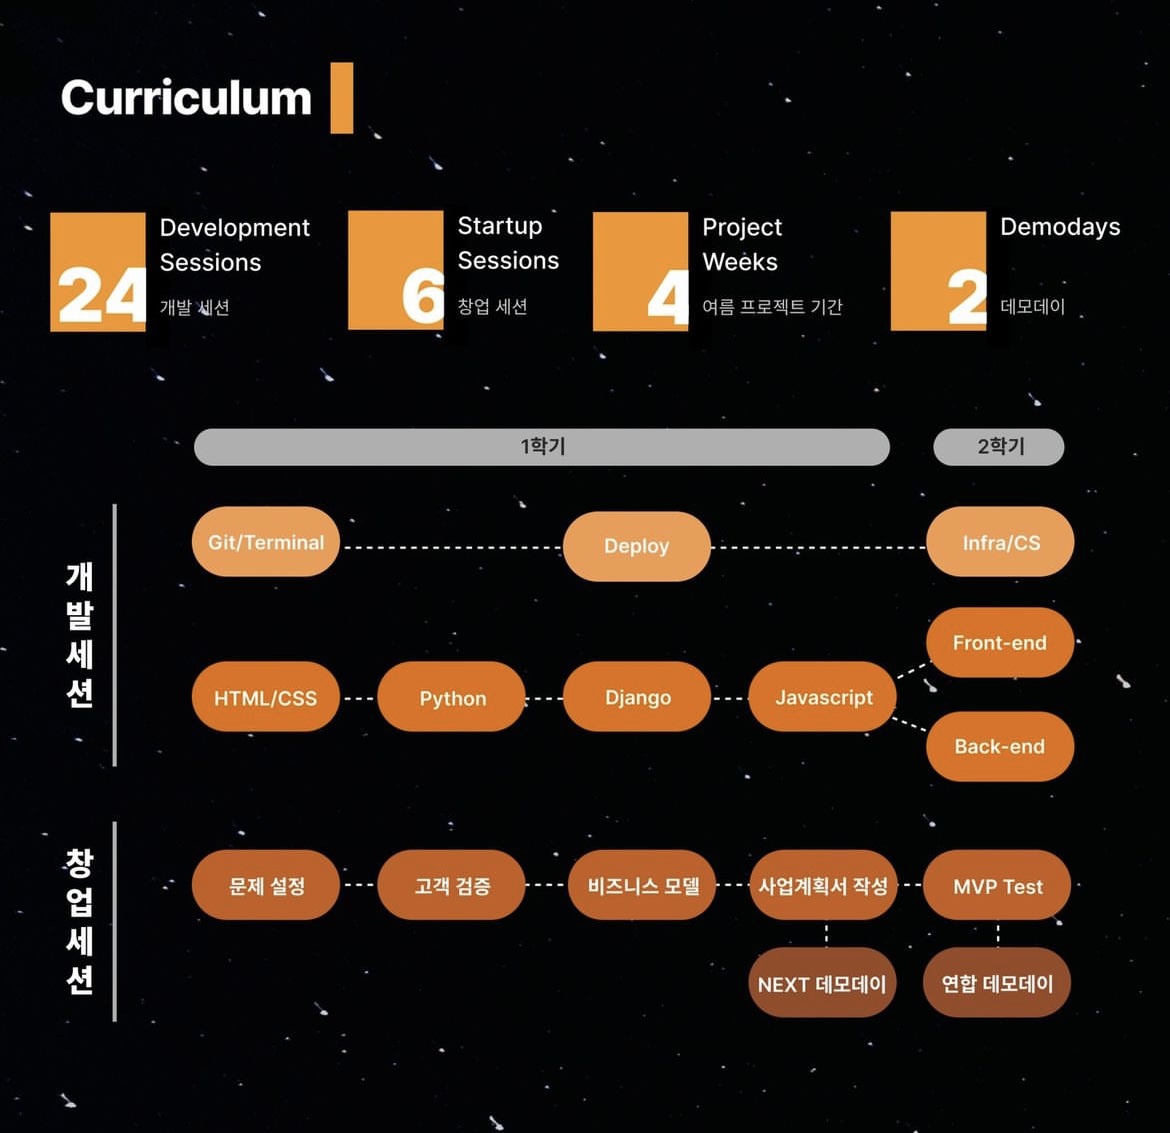 Curriculum
24
Development
Sessions
개발 세션
6
Startup
Sessions
창업 세션
4
Project
Weeks
여름 프로젝트 기간
2
Demodays
데모데이
1학기
2학기
개발세션
Git/Terminal
Deploy
Infra/CS
HTML/CSS
Python
Django
Javascript
Front-end
Back-end
창업세션
문제 설정
고객 검증
비즈니스 모델
사업계획서 작성
MVP Test
NEXT 데모데이
연합 데모데이